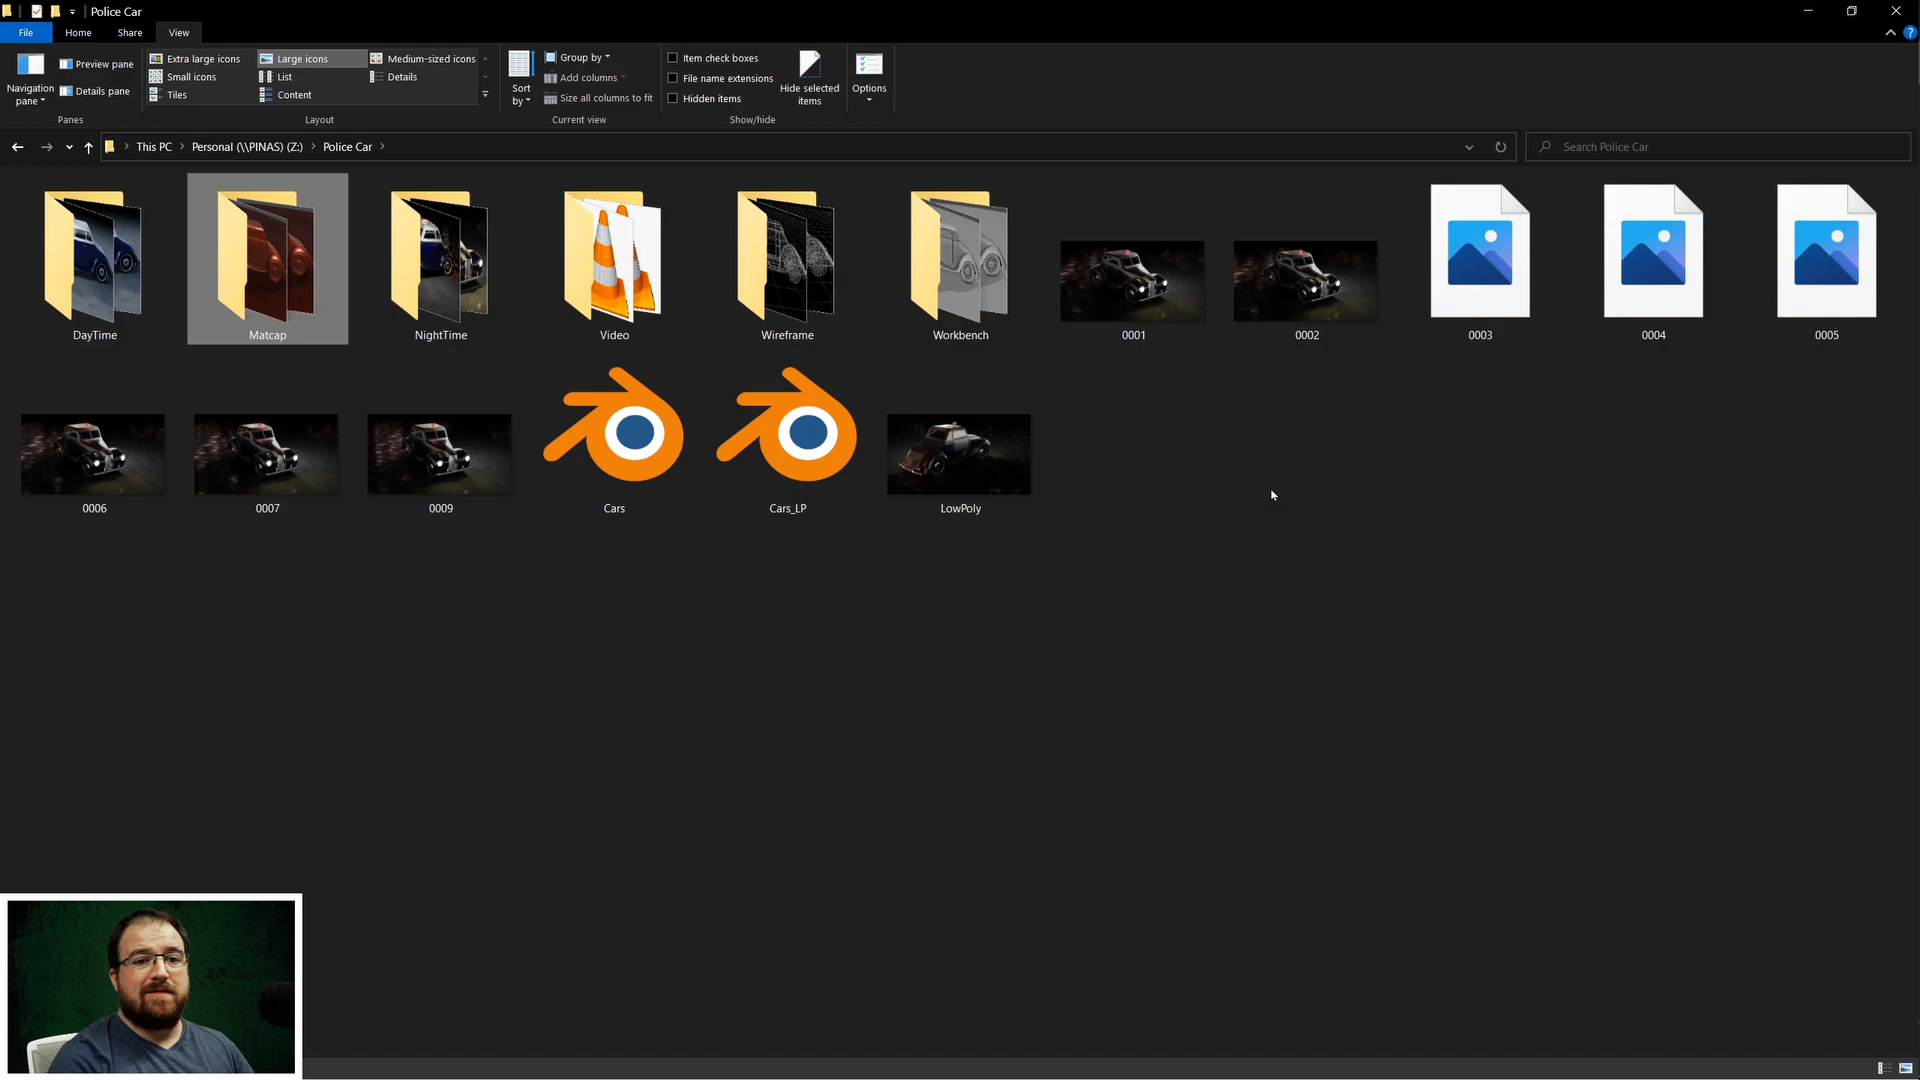 Police Car
File Home Share View
Navigation pane
Preview pane
Details pane
Panes
Extra large icons Large icons Medium-sized icons
Small icons List Details
Tiles Content
Layout
Sort by
Group by
Add columns
Size all columns to fit
Current view
Item check boxes
File name extensions
Hidden items
Hide selected items
Show/hide
Options
This PC Personal (\\PINAS) (Z:) Police Car
Search Police Car
DayTime Matcap NightTime Video Wireframe Workbench 0001 0002 0003 0004 0005
0006 0007 0009 Cars Cars_LP LowPoly